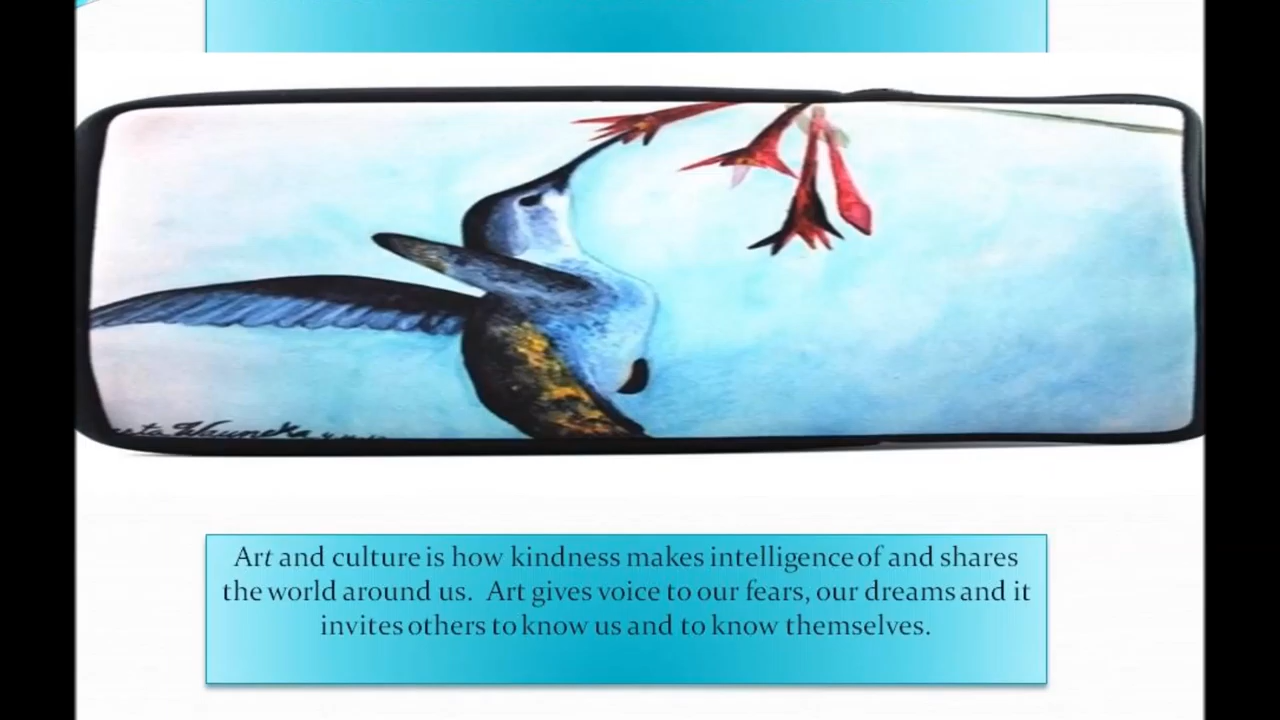 Wauneka
Art and culture is how kindness makes intelligence of and shares
the world around us. Art gives voice to our fears, our dreams and it
invites others to know us and to know themselves.